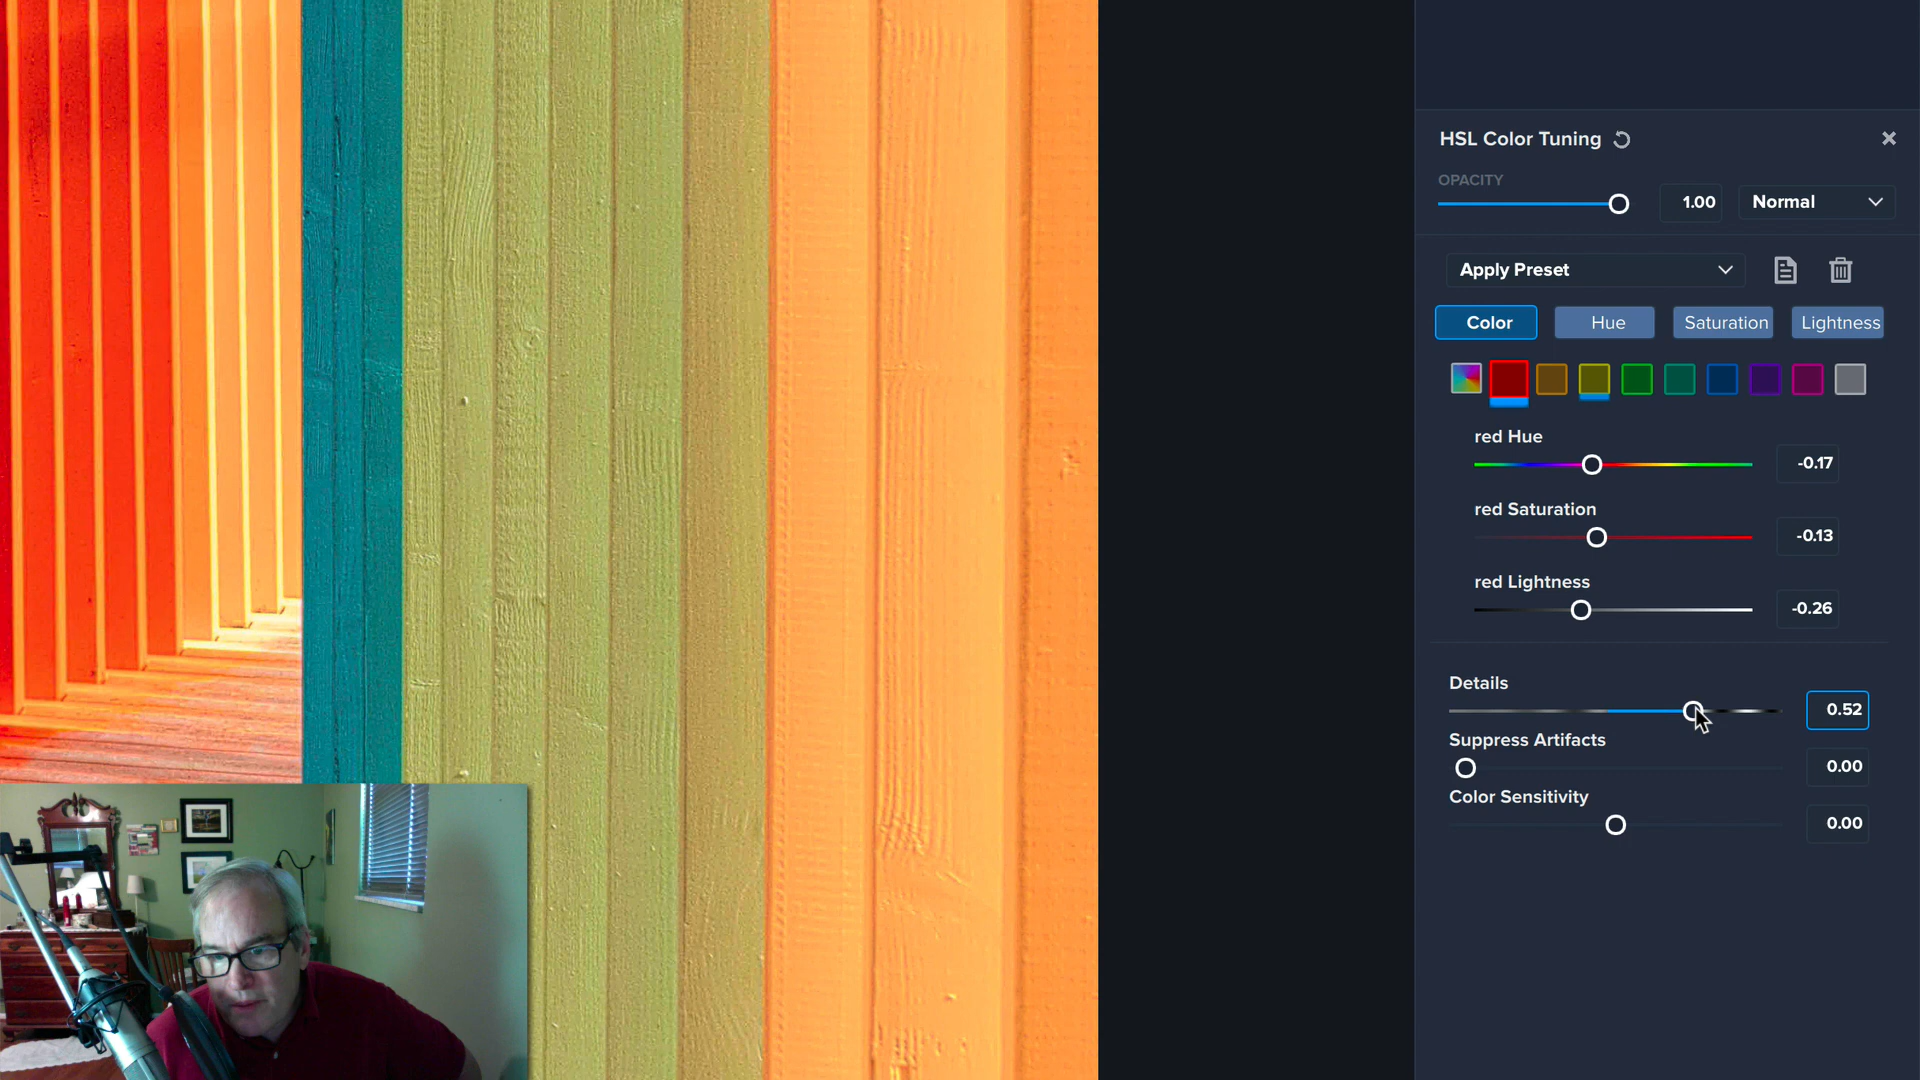 HSL Color Tuning
OPACITY
1.00
Normal
Apply Preset
Color
Hue
Saturation
Lightness
red Hue
-0.17
red Saturation
-0.13
red Lightness
-0.26
Details
0.52
Suppress Artifacts
0.00
Color Sensitivity
0.00